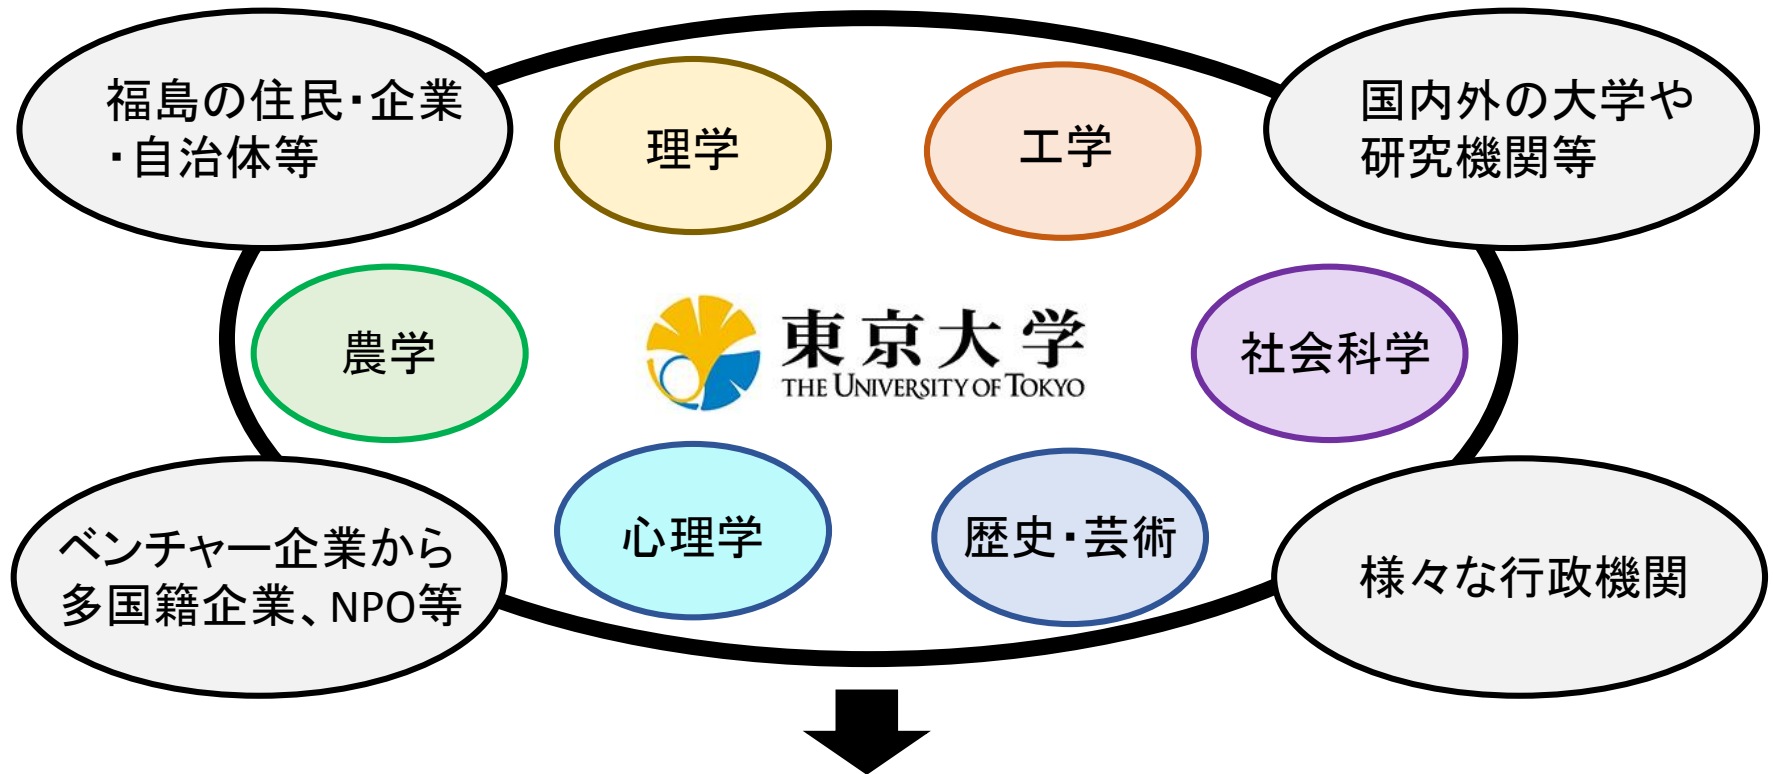 福島の住民・企業
・自治体等
理学
工学
国内外の大学や
研究機関等
農学
東京大学
THE UNIVERSITY OF TOKYO
社会科学
ベンチャー企業から
多国籍企業、NPO等
心理学
歴史・芸術
様々な行政機関